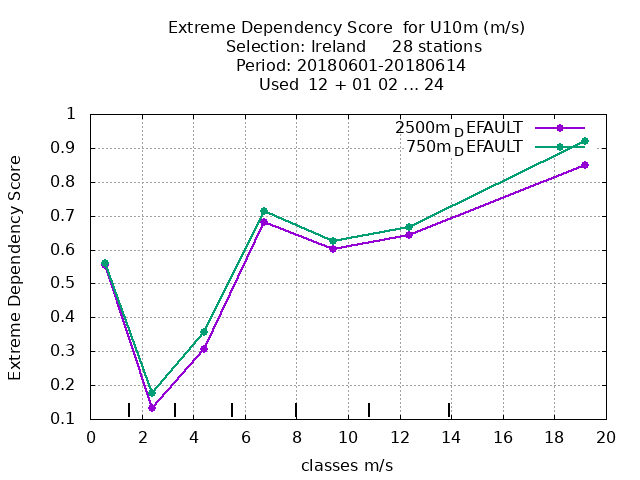 Extreme Dependency Score  for U10m (m/s)
Selection: Ireland     28 stations
Period: 20180601-20180614
Used  12 + 01 02 ... 24
2500m_DEFAULT
750m_DEFAULT
Extreme Dependency Score
1
0.9
0.8
0.7
0.6
0.5
0.4
0.3
0.2
0.1
0 2 4 6 8 10 12 14 16 18 20
classes m/s